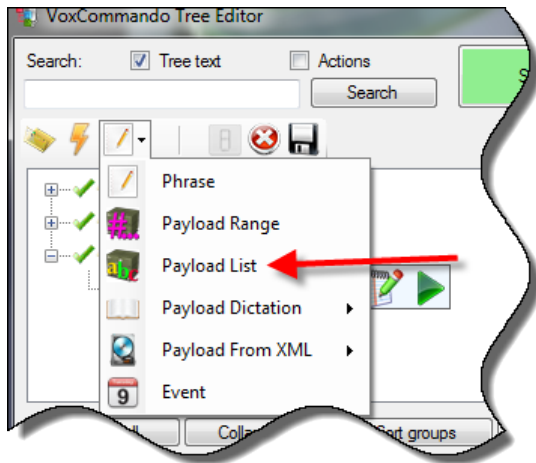 VoxCommando Tree Editor
Search: Tree text Actions
Search
Phrase
#..
Payload Range
abc
Payload List
Payload Dictation
Payload From XML
9
Event
Sort groups